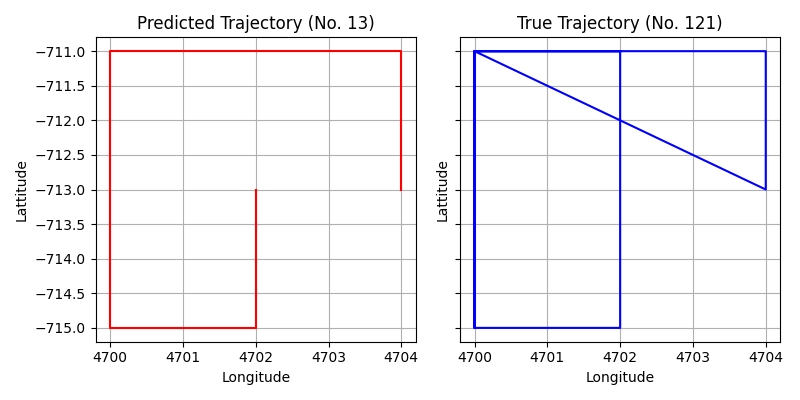 Predicted Trajectory (No. 13)
True Trajectory (No. 121)
−711.0
−711.5
−712.0
−712.5
−713.0
−713.5
−714.0
−714.5
−715.0
Lattitude
Lattitude
4700 4701 4702 4703 4704
4700 4701 4702 4703 4704
Longitude
Longitude